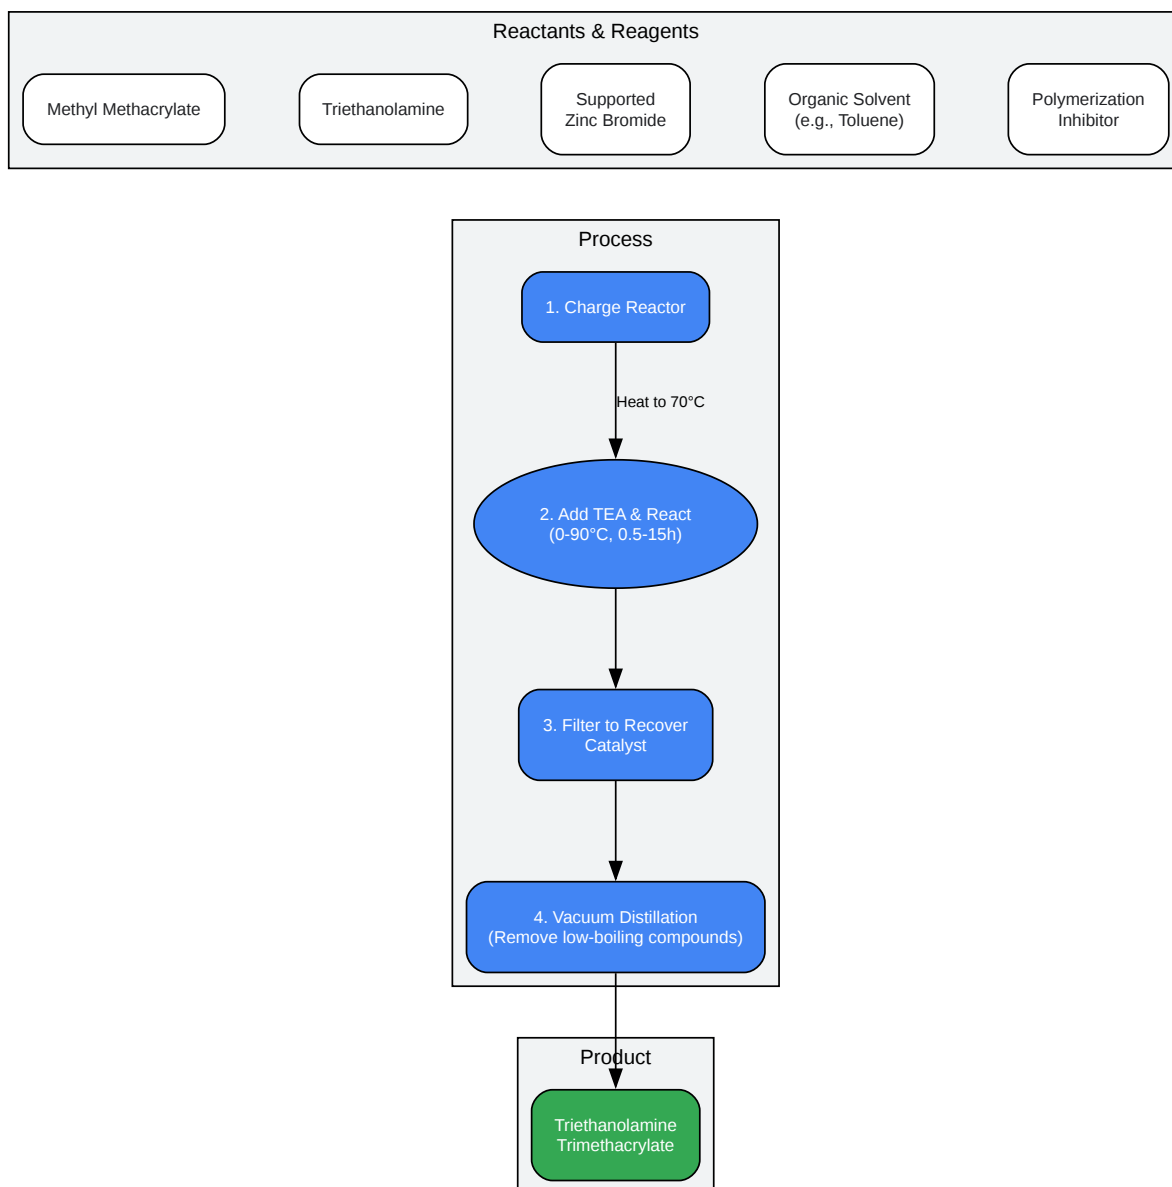 Reactants & Reagents
Methyl Methacrylate
Triethanolamine
Supported
Zinc Bromide
Organic Solvent
(e.g., Toluene)
Polymerization
Inhibitor
Process
1. Charge Reactor
Heat to 70°C
2. Add TEA & React
(0-90°C, 0.5-15h)
3. Filter to Recover
Catalyst
4. Vacuum Distillation
(Remove low-boiling compounds)
Product
Triethanolamine
Trimethacrylate